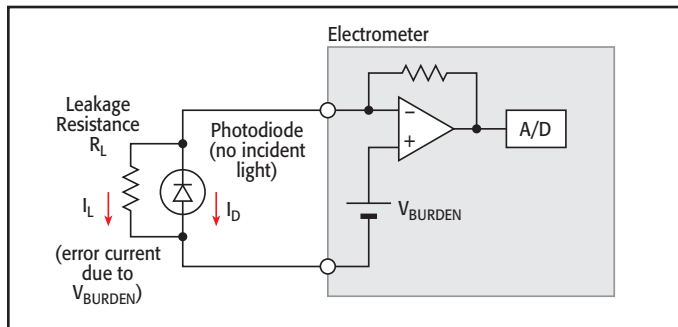 Electrometer
Leakage
Resistance
R_L
Photodiode
(no incident
light)
−
+
A/D
I_L
I_D
V_BURDEN
(error current
due to
V_BURDEN)